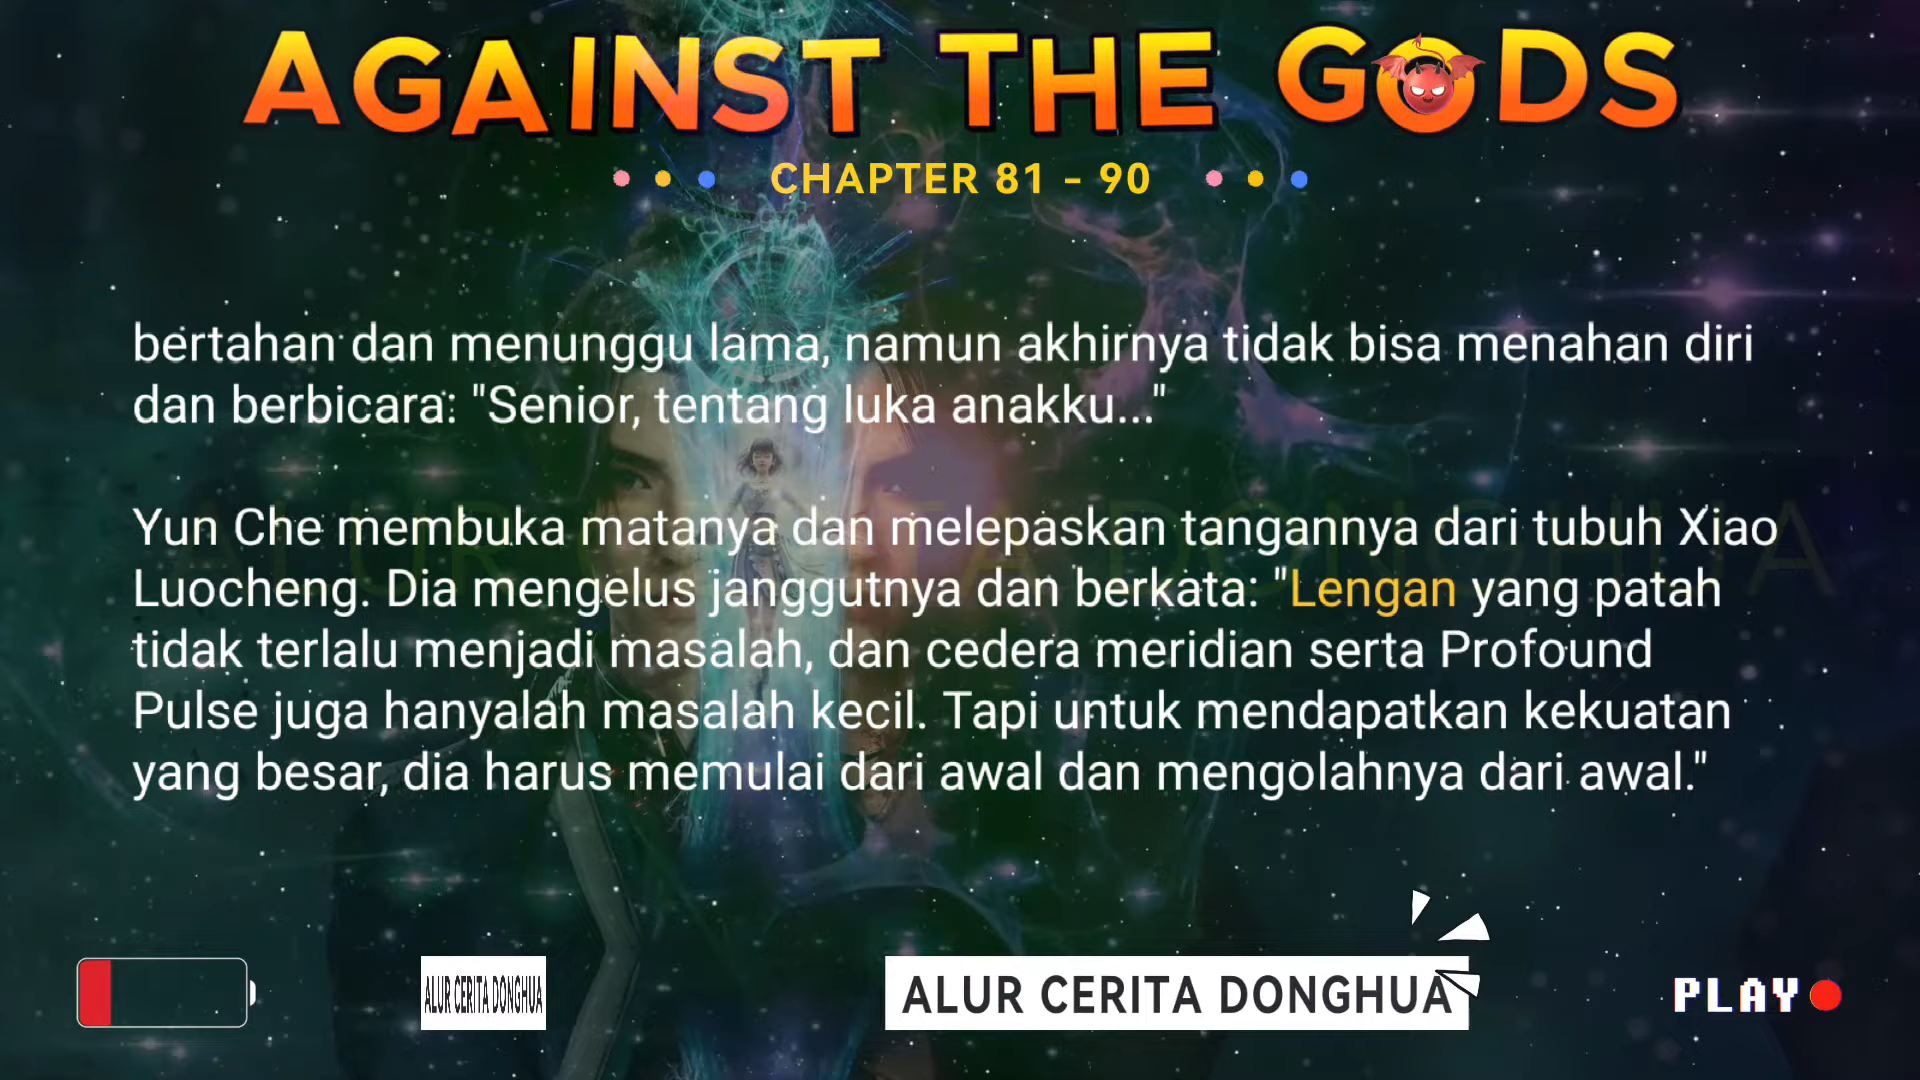 AGAINST THE GODS
CHAPTER 81 - 90
bertahan dan menunggu lama, namun akhirnya tidak bisa menahan diri
dan berbicara: "Senior, tentang luka anakku..."
Yun Che membuka matanya dan melepaskan tangannya dari tubuh Xiao
Luocheng. Dia mengelus janggutnya dan berkata: "Lengan yang patah
tidak terlalu menjadi masalah, dan cedera meridian serta Profound
Pulse juga hanyalah masalah kecil. Tapi untuk mendapatkan kekuatan
yang besar, dia harus memulai dari awal dan mengolahnya dari awal."
ALUR CERITA DONGHUA
ALUR CERITA DONGHUA
ALUR CERITA DONGHUA
PLAY